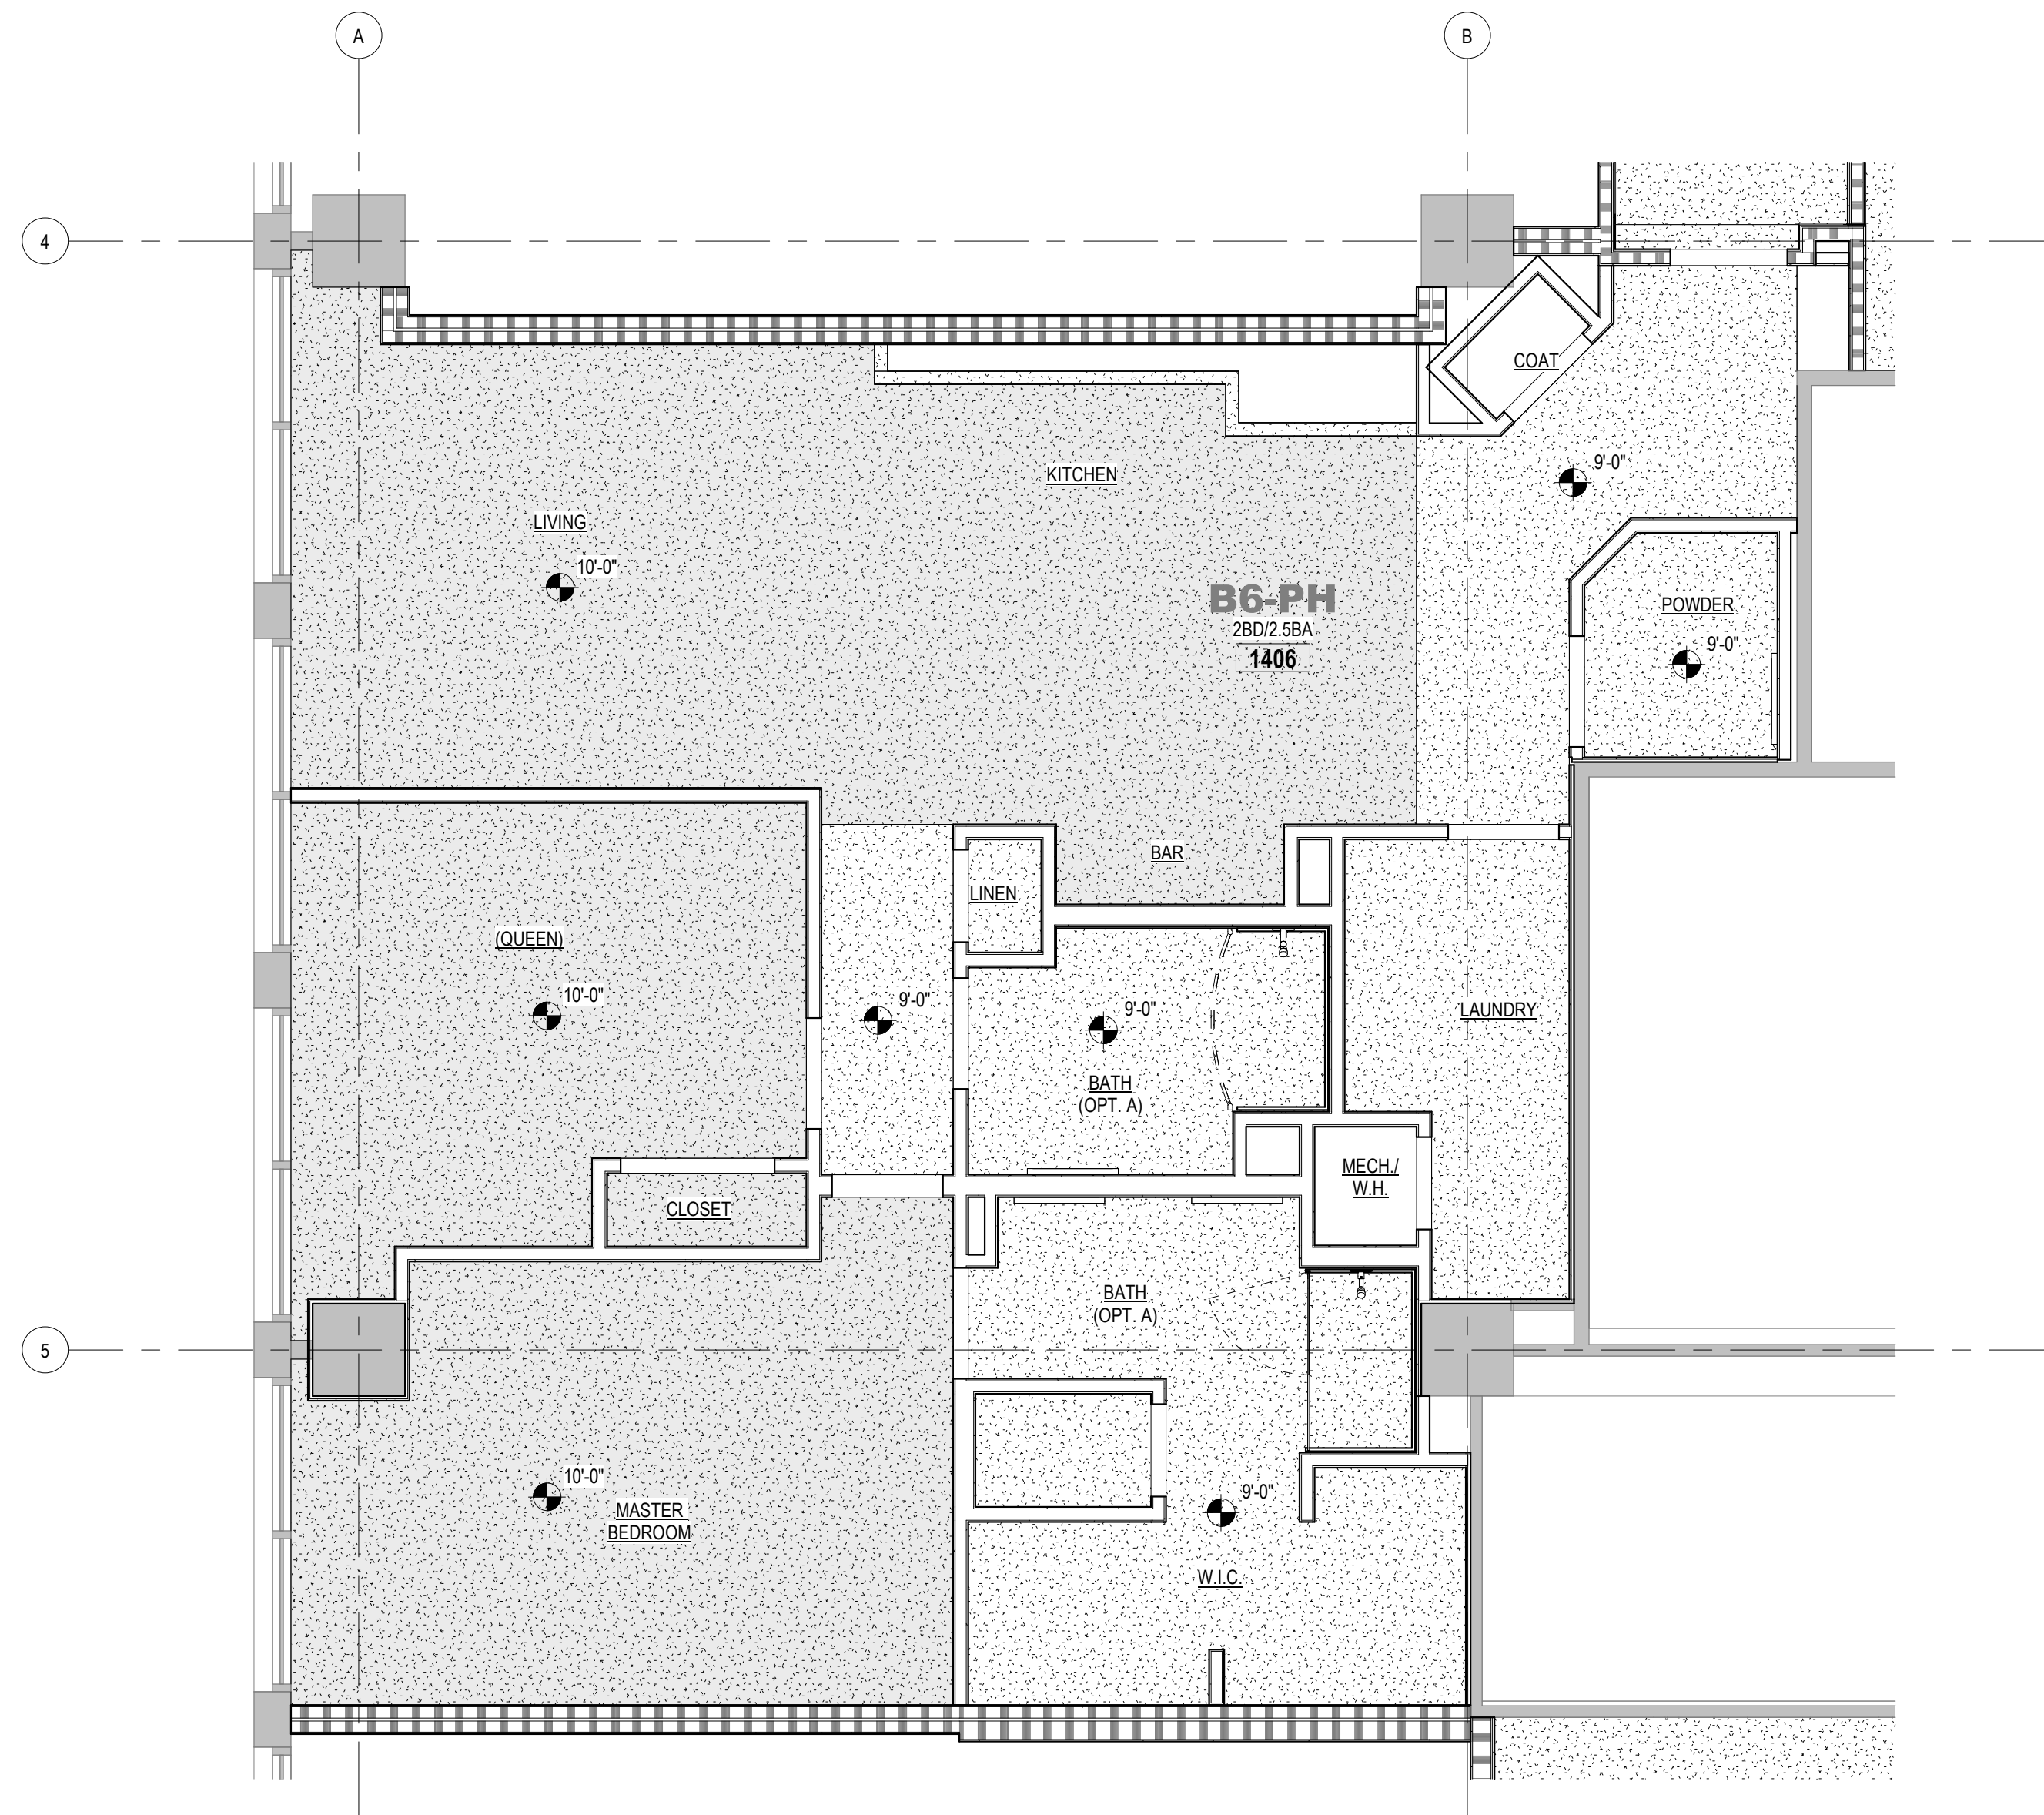 A
B
4
COAT
9'-0"
KITCHEN
LIVING
10'-0"
B6-PH
2BD/2.5BA
1406
POWDER
9'-0"
BAR
LINEN
(QUEEN)
10'-0"
9'-0"
9'-0"
LAUNDRY
BATH
(OPT. A)
MECH./
W.H.
CLOSET
BATH
(OPT. A)
5
10'-0"
MASTER
BEDROOM
9'-0"
W.I.C.